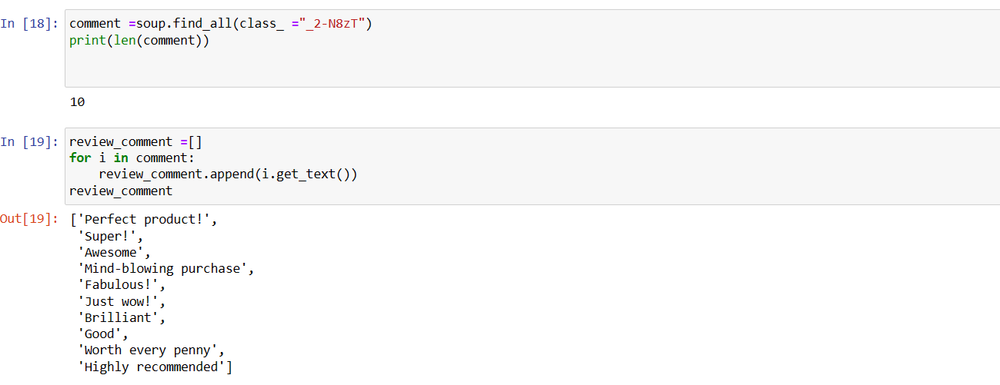 In [18]: comment =soup.find_all(class_ ="_2-N8zT")
print(len(comment))
10
In [19]: review_comment =[]
for i in comment:
    review_comment.append(i.get_text())
review_comment
Out[19]: ['Perfect product!',
 'Super!',
 'Awesome',
 'Mind-blowing purchase',
 'Fabulous!',
 'Just wow!',
 'Brilliant',
 'Good',
 'Worth every penny',
 'Highly recommended']